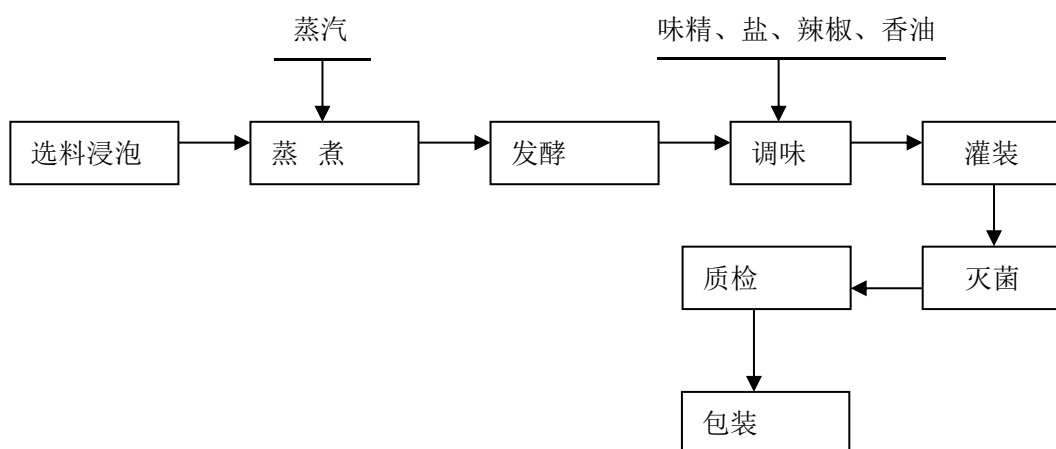 蒸汽
味精、盐、辣椒、香油
选料浸泡
蒸 煮
发酵
调味
灌装
质检
灭菌
包装